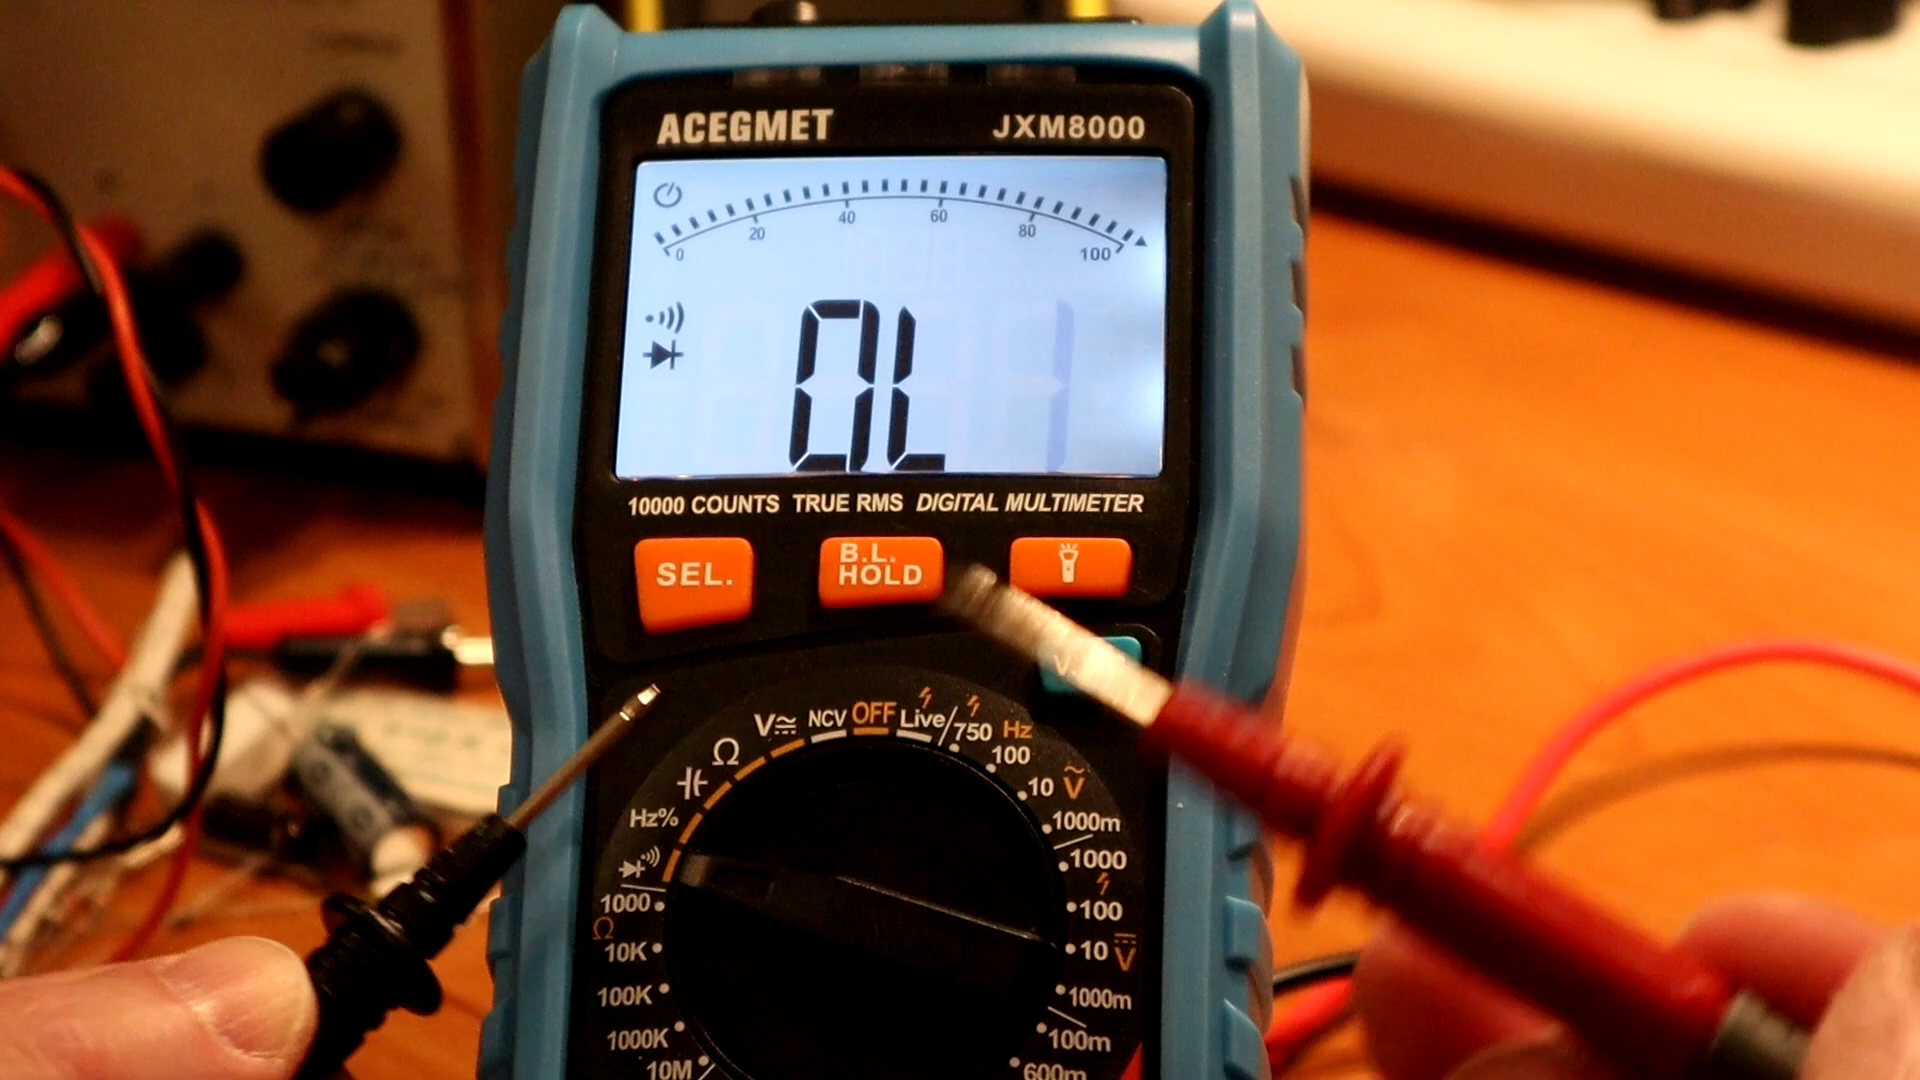 ACEGMET JXM8000
0 20 40 60 80 100
OL
10000 COUNTS TRUE RMS DIGITAL MULTIMETER
SEL.
B.L.
HOLD
V≂ NCV OFF Live/750 Hz
Ω 100
10 Ṽ
Hz% 1000m
1000
1000 100
Ω
10K 10 V
100K 1000m
1000K 100m
10M 600m